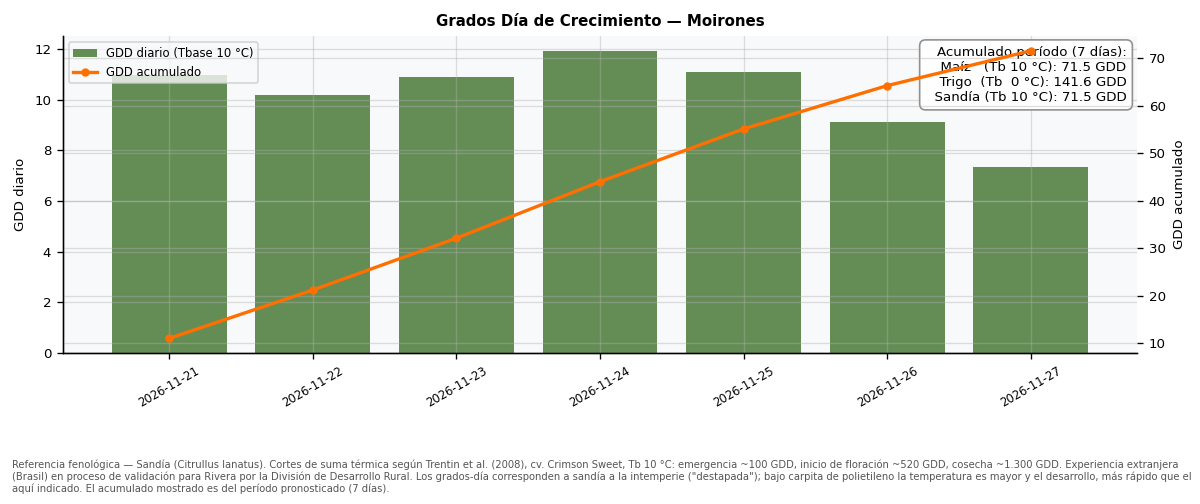 Grados Día de Crecimiento — Moirones
GDD diario (Tbase 10 °C)
GDD acumulado
Acumulado período (7 días):
Maíz (Tb 10 °C): 71.5 GDD
Trigo (Tb 0 °C): 141.6 GDD
Sandía (Tb 10 °C): 71.5 GDD
GDD diario
12
10
8
6
4
2
0
GDD acumulado
70
60
50
40
30
20
10
2026-11-21
2026-11-22
2026-11-23
2026-11-24
2026-11-25
2026-11-26
2026-11-27
Referencia fenológica — Sandía (Citrullus lanatus). Cortes de suma térmica según Trentin et al. (2008), cv. Crimson Sweet, Tb 10 °C: emergencia ~100 GDD, inicio de floración ~520 GDD, cosecha ~1.300 GDD. Experiencia extranjera
(Brasil) en proceso de validación para Rivera por la División de Desarrollo Rural. Los grados-día corresponden a sandía a la intemperie ("destapada"); bajo carpita de polietileno la temperatura es mayor y el desarrollo, más rápido que el
aquí indicado. El acumulado mostrado es del período pronosticado (7 días).